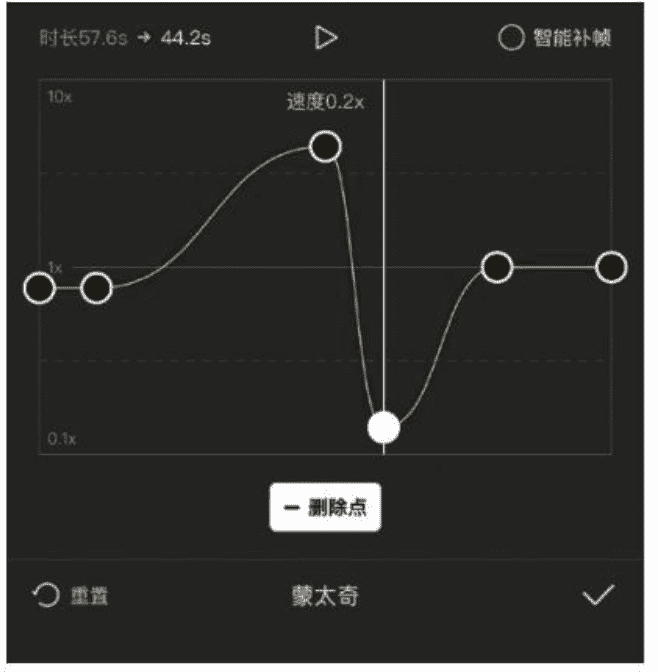 时长57.6s → 44.2s
智能补帧
10x
速度0.2x
1x
0.1x
— 删除点
重置
蒙太奇